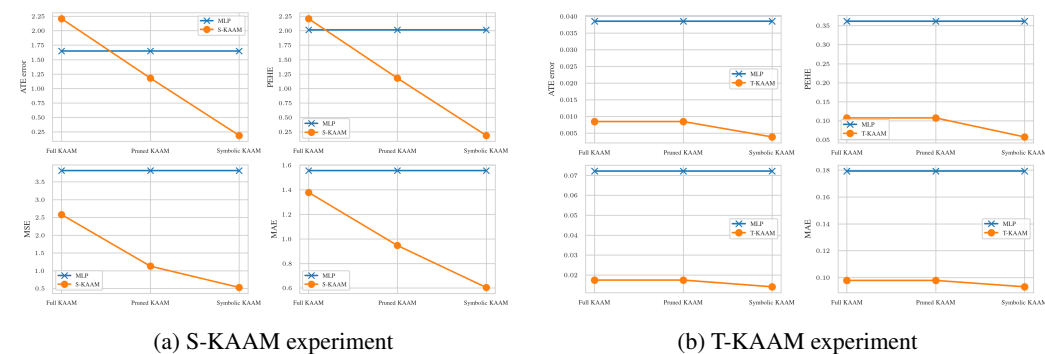 2.25
2.00
1.75
1.50
1.25
1.00
0.75
0.50
0.25
ATE error
MLP
S-KAAM
Full KAAM
Pruned KAAM
Symbolic KAAM
2.25
2.00
1.75
1.50
1.25
1.00
0.75
0.50
0.25
PEHE
MLP
S-KAAM
Full KAAM
Pruned KAAM
Symbolic KAAM
3.5
3.0
2.5
2.0
1.5
1.0
0.5
MSE
MLP
S-KAAM
Full KAAM
Pruned KAAM
Symbolic KAAM
1.6
1.4
1.2
1.0
0.8
0.6
MAE
MLP
S-KAAM
Full KAAM
Pruned KAAM
Symbolic KAAM
(a) S-KAAM experiment
0.040
0.035
0.030
0.025
0.020
0.015
0.010
0.005
ATE error
MLP
T-KAAM
Full KAAM
Pruned KAAM
Symbolic KAAM
0.35
0.30
0.25
0.20
0.15
0.10
0.05
PEHE
MLP
T-KAAM
Full KAAM
Pruned KAAM
Symbolic KAAM
0.07
0.06
0.05
0.04
0.03
0.02
MSE
MLP
T-KAAM
Full KAAM
Pruned KAAM
Symbolic KAAM
0.18
0.16
0.14
0.12
0.10
MAE
MLP
T-KAAM
Full KAAM
Pruned KAAM
Symbolic KAAM
(b) T-KAAM experiment